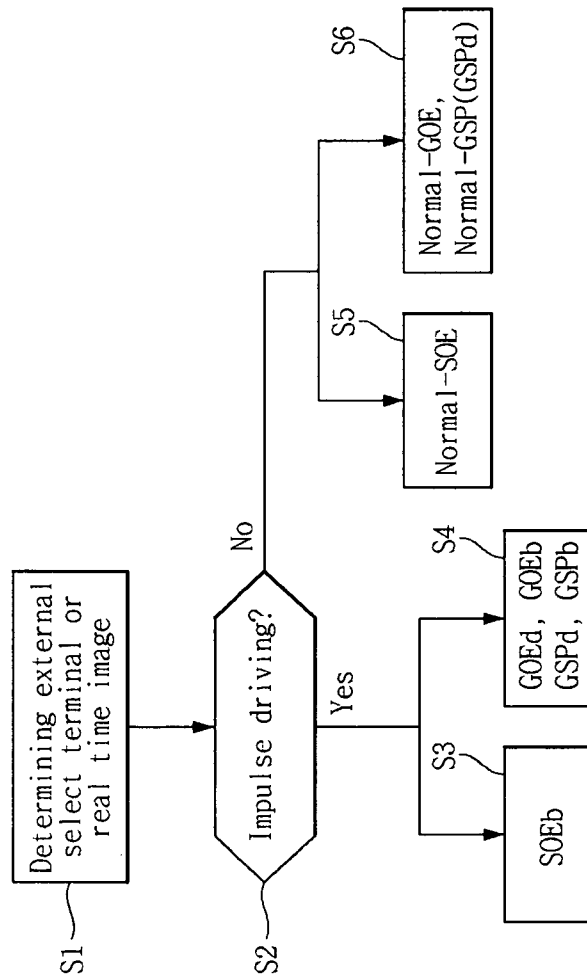 S1
Determining external
select terminal or
real time image
S2
Impulse driving?
No
Yes
S3
SOEb
S4
GOEd, GOEb
GSPd, GSPb
S5
Normal-SOE
S6
Normal-GOE,
Normal-GSP(GSPd)